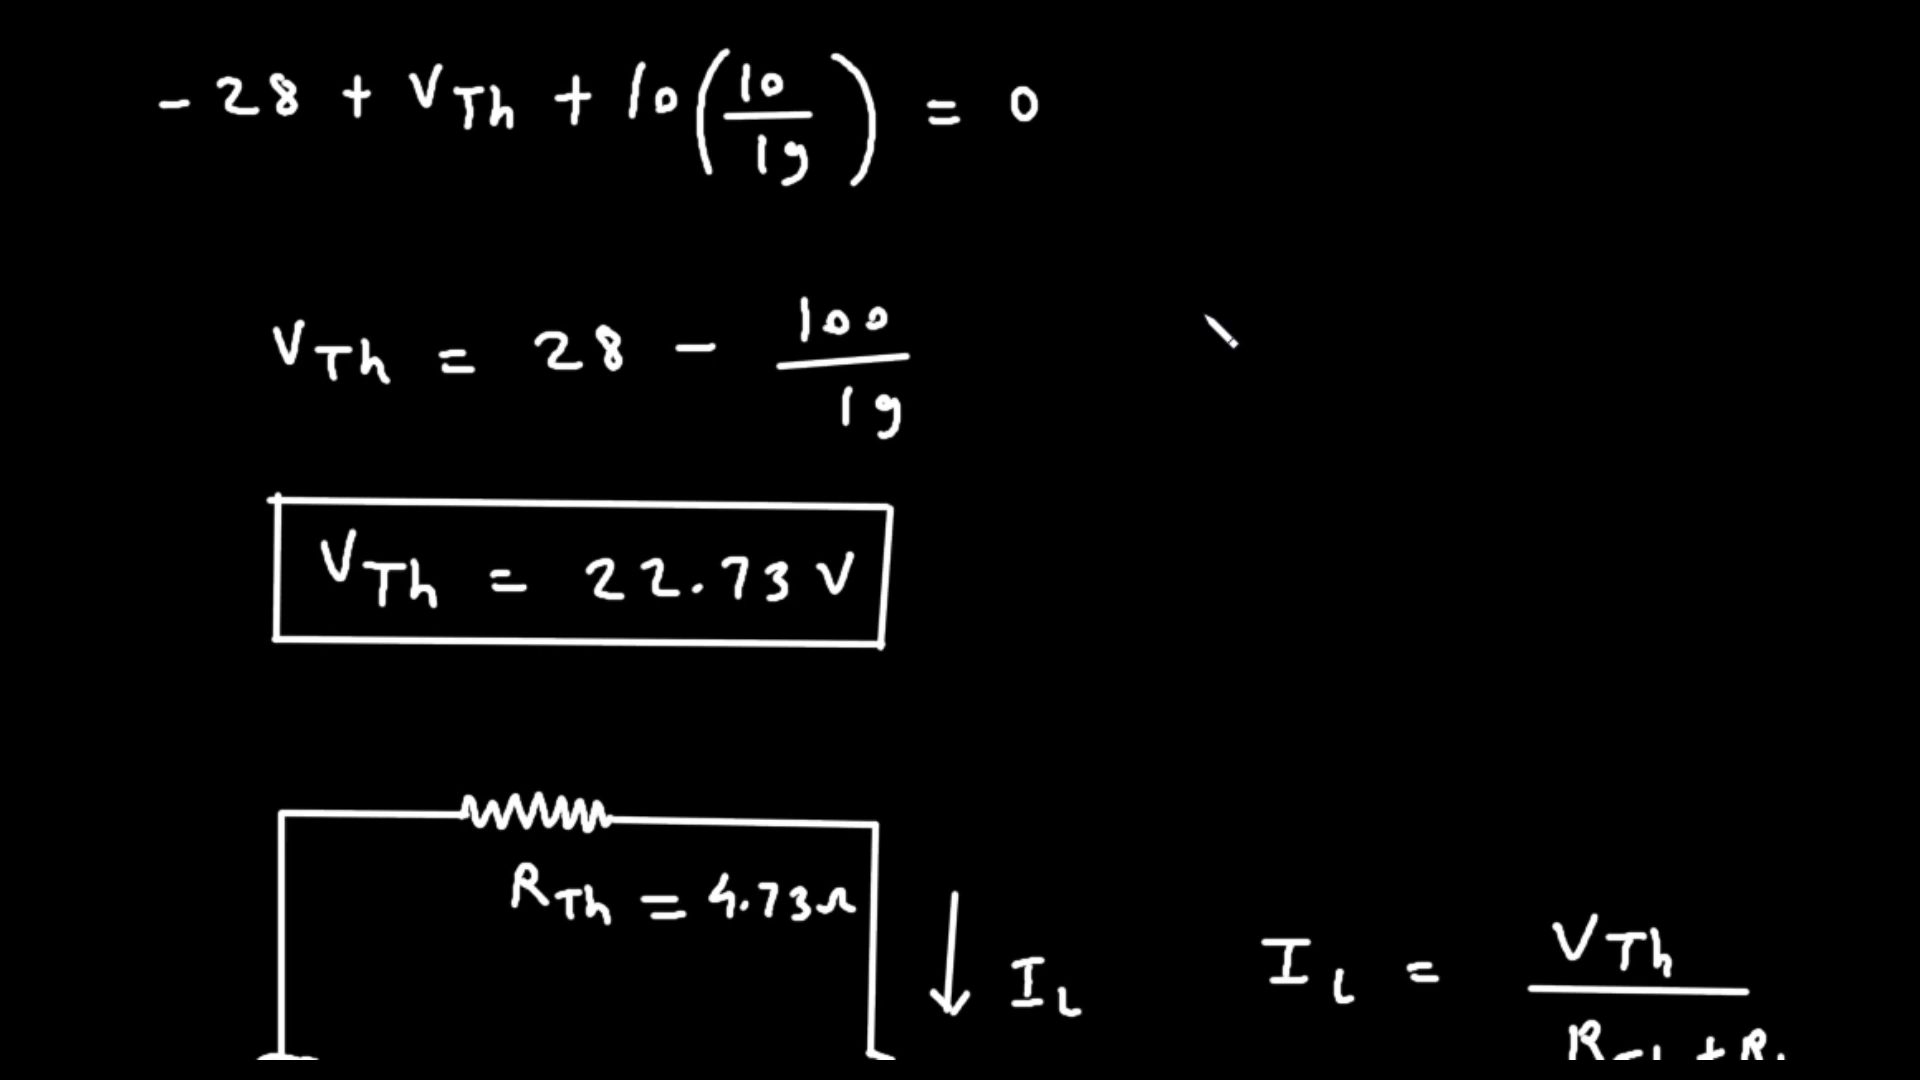 - 28 + VTh + 10(10/19) = 0
VTh = 28 - 100/19
VTh = 22.73 V
RTh = 4.73Ω
IL
IL = VTh